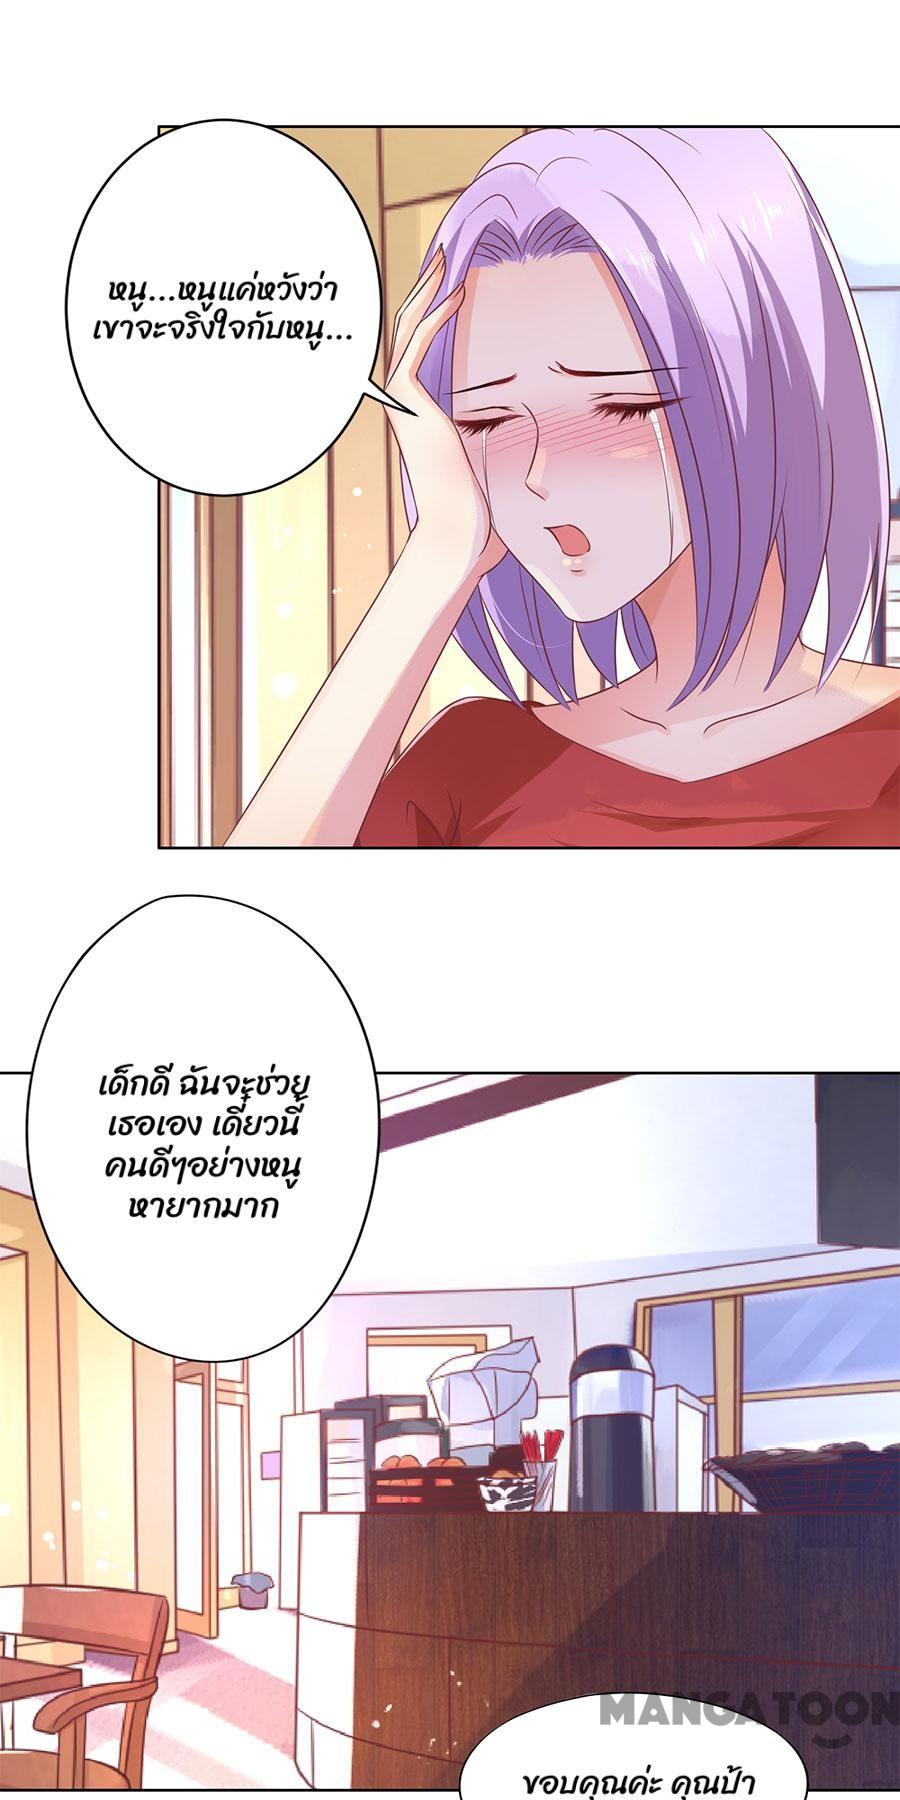 หนู...หนูแค่หวังว่า
เขาจะจริงใจกับหนู...
เด็กดี ฉันจะช่วย
เธอเอง เดี๋ยวนี้
คนดีๆอย่างหนู
หายากมาก
MANGATOON
ขอบคุณค่ะ คุณป้า